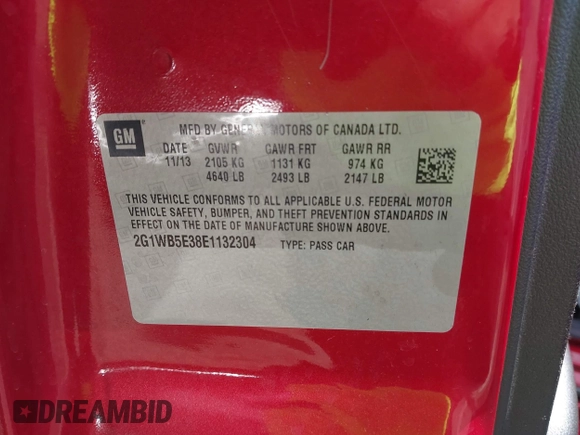 GM
MFD BY GENERAL MOTORS OF CANADA LTD.
DATE GVWR GAWR FRT GAWR RR
11/13 2105 KG 1131 KG 974 KG
4640 LB 2493 LB 2147 LB
THIS VEHICLE CONFORMS TO ALL APPLICABLE U.S. FEDERAL MOTOR
VEHICLE SAFETY, BUMPER, AND THEFT PREVENTION STANDARDS IN
EFFECT ON THE DATE OF MANUFACTURE SHOWN ABOVE.
2G1WB5E38E1132304 TYPE: PASS CAR
DREAMBID